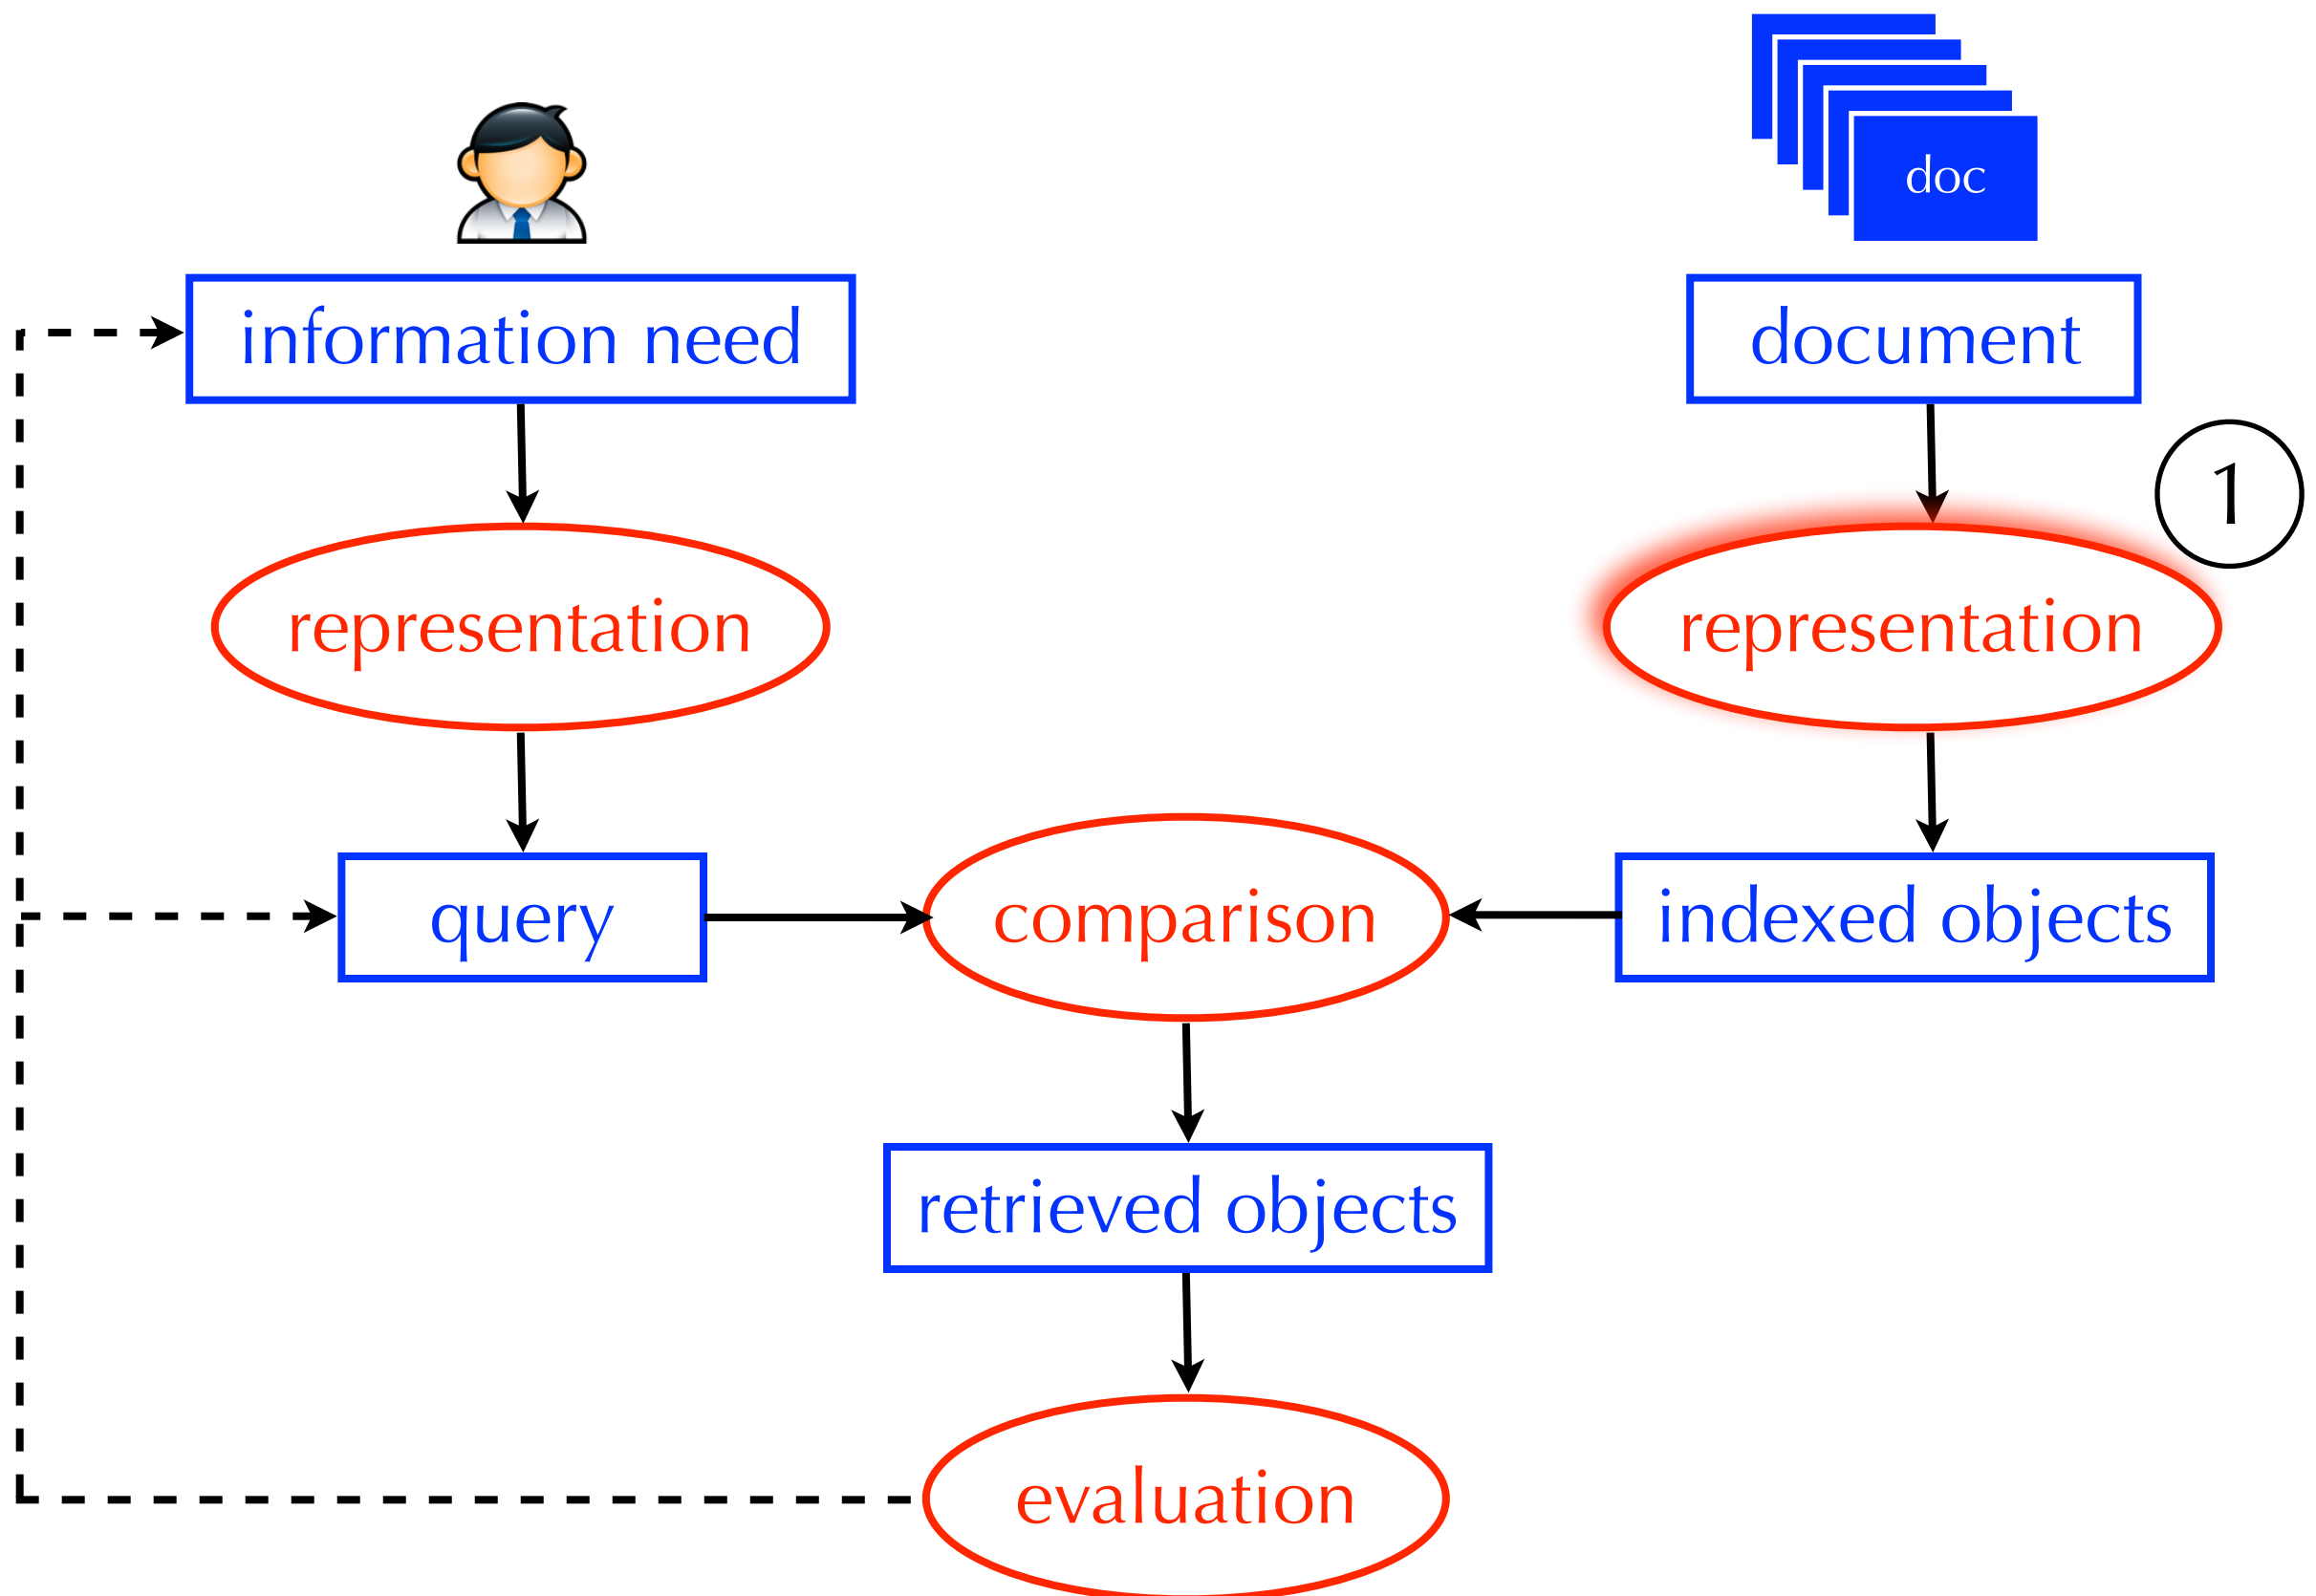 doc
information need
document
1
representation
representation
query
comparison
indexed objects
retrieved objects
evaluation